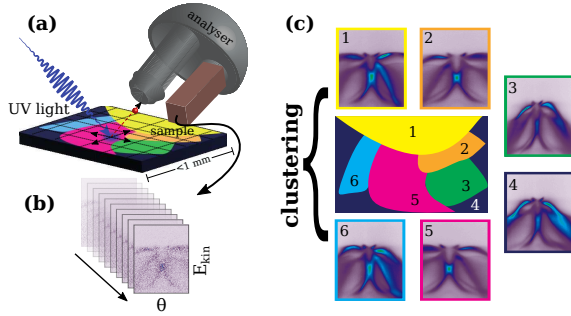 (a)
analyser
UV light
sample
<1 mm
(b)
E_kin
θ
(c)
clustering
1
2
3
4
5
6
1
2
3
4
5
6